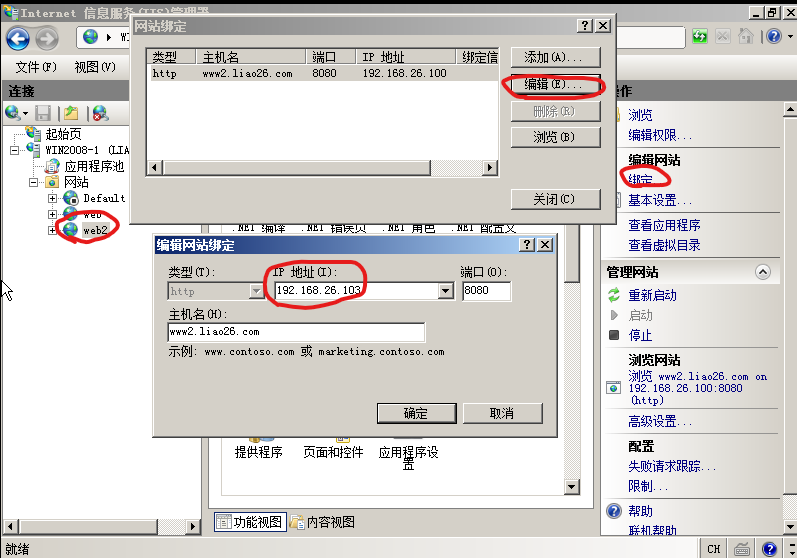 Internet 信息服务(IIS)管理器
文件(F) 视图(V)
连接
起始页
WIN2008-1 (LIA
应用程序池
网站
Default
web
web2
网站绑定
类型 主机名 端口 IP 地址 绑定信
http www2.liao26.com 8080 192.168.26.100
添加(A)...
编辑(E)...
删除(R)
浏览(B)
关闭(C)
.NET 编译 .NET 错误页 .NET 角色 .NET 配置文
编辑网站绑定
类型(T): IP 地址(I): 端口(O):
http 192.168.26.103 8080
主机名(H):
www2.liao26.com
示例: www.contoso.com 或 marketing.contoso.com
确定 取消
提供程序 页面和控件 应用程序设
置
功能视图 内容视图
作
浏览
编辑权限...
编辑网站
绑定...
基本设置...
查看应用程序
查看虚拟目录
管理网站
重新启动
启动
停止
浏览网站
浏览 www2.liao26.com on
192.168.26.100:8080
(http)
高级设置...
配置
失败请求跟踪...
限制...
帮助
联机帮助
就绪
CH